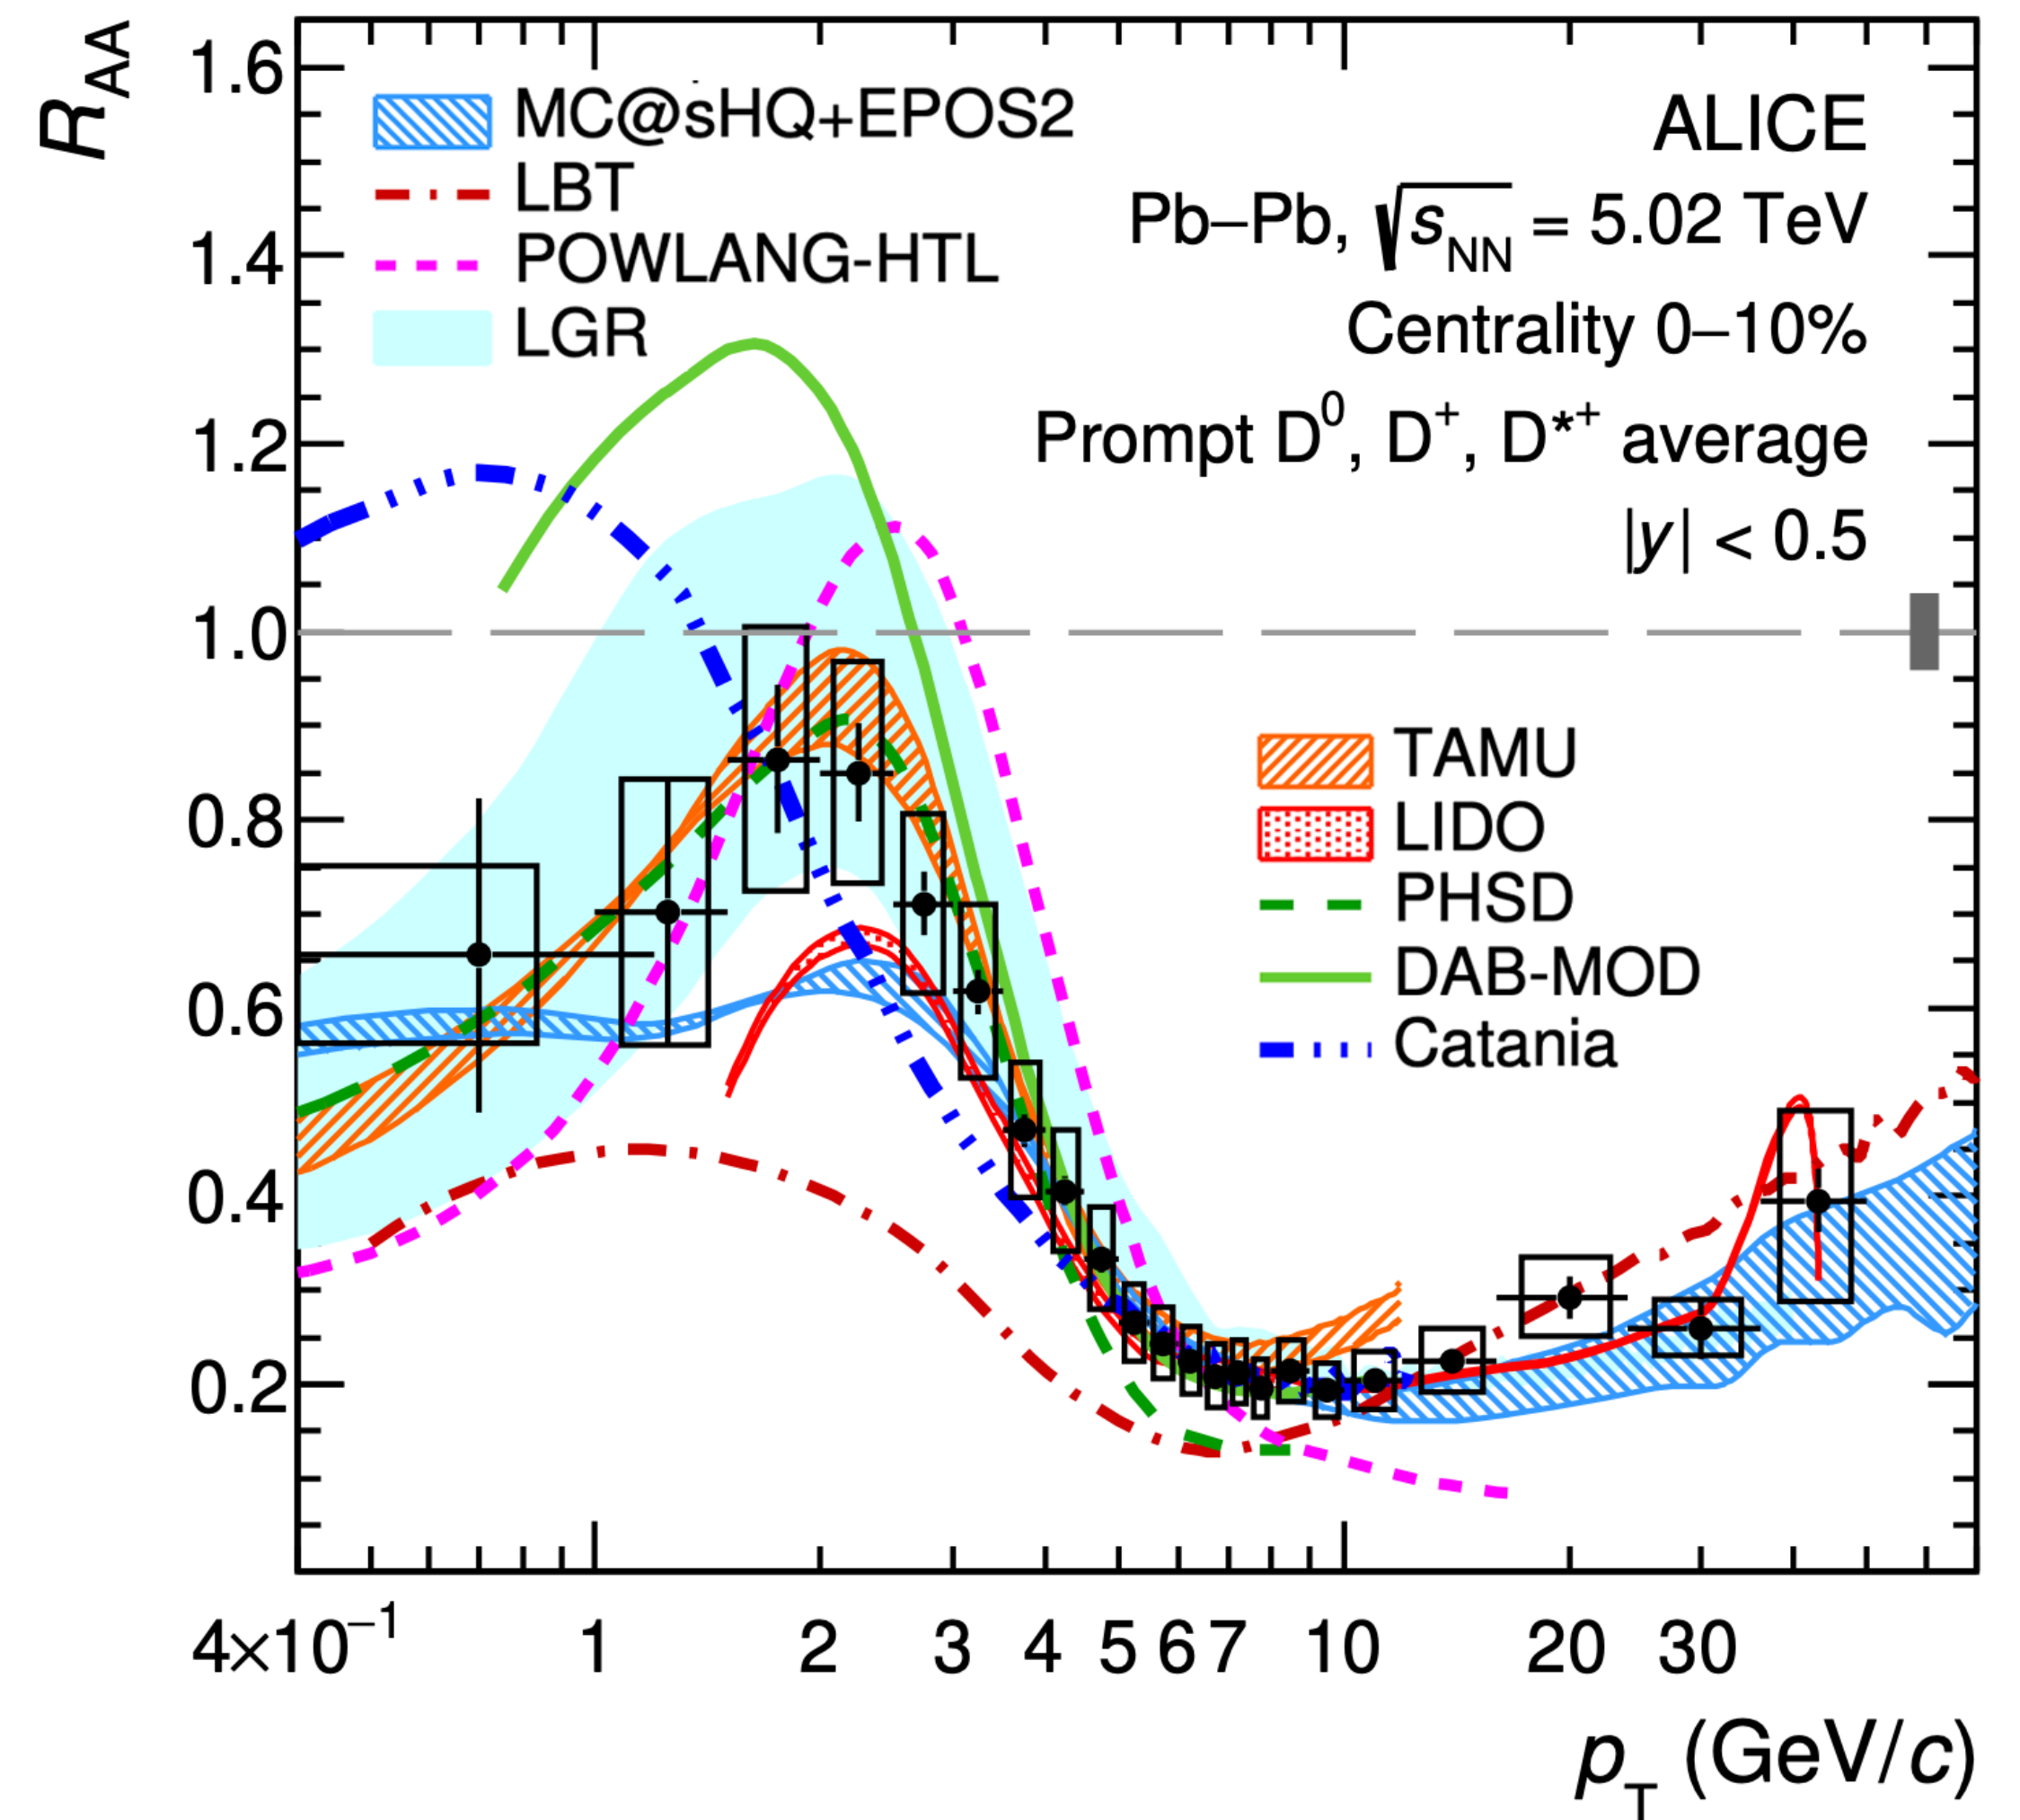 R_AA
1.6
1.4
1.2
1.0
0.8
0.6
0.4
0.2
MC@sHQ+EPOS2
LBT
POWLANG-HTL
LGR
ALICE
Pb–Pb, √s_NN = 5.02 TeV
Centrality 0–10%
Prompt D⁰, D⁺, D*⁺ average
|y| < 0.5
TAMU
LIDO
PHSD
DAB-MOD
Catania
4×10⁻¹ 1 2 3 4 5 6 7 10 20 30
p_T (GeV/c)